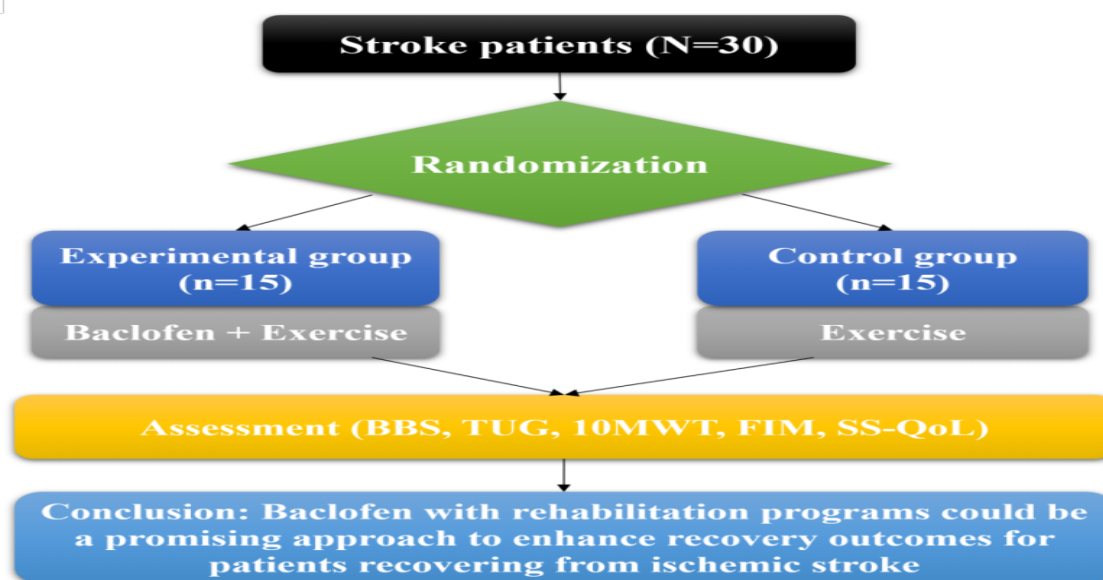 Stroke patients (N=30)
Randomization
Experimental group
(n=15)
Baclofen + Exercise
Control group
(n=15)
Exercise
Assessment (BBS, TUG, 10MWT, FIM, SS-QoL)
Conclusion: Baclofen with rehabilitation programs could be
a promising approach to enhance recovery outcomes for
patients recovering from ischemic stroke